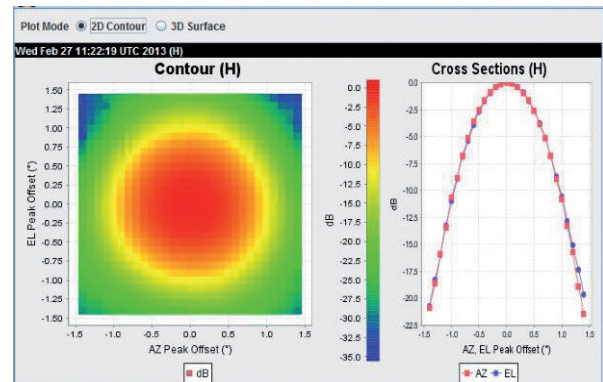 Plot Mode 2D Contour 3D Surface
Wed Feb 27 11:22:19 UTC 2013 (H)
Contour (H)
1.50
1.25
1.00
0.75
0.50
0.25
0.00
-0.25
-0.50
-0.75
-1.00
-1.25
-1.50
EL Peak Offset (°)
-1.5 -1.0 -0.5 0.0 0.5 1.0 1.5
AZ Peak Offset (°)
dB
0.0
-2.5
-5.0
-7.5
-10.0
-12.5
-15.0
-17.5
-20.0
-22.5
-25.0
-27.5
-30.0
-32.5
-35.0
dB
Cross Sections (H)
0.0
-2.5
-5.0
-7.5
-10.0
-12.5
-15.0
-17.5
-20.0
-22.5
dB
-1.5 -1.0 -0.5 0.0 0.5 1.0 1.5
AZ, EL Peak Offset (°)
AZ EL